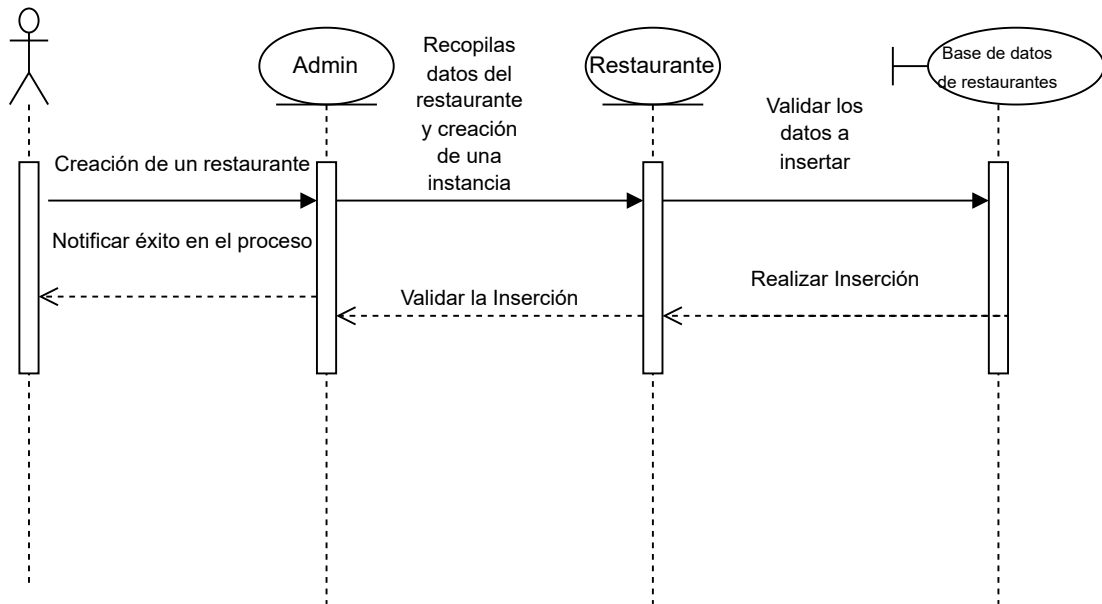 Admin
Recopilas
datos del
restaurante
y creación
de una
instancia
Restaurante
Base de datos
de restaurantes
Validar los
datos a
insertar
Creación de un restaurante
Notificar éxito en el proceso
Validar la Inserción
Realizar Inserción